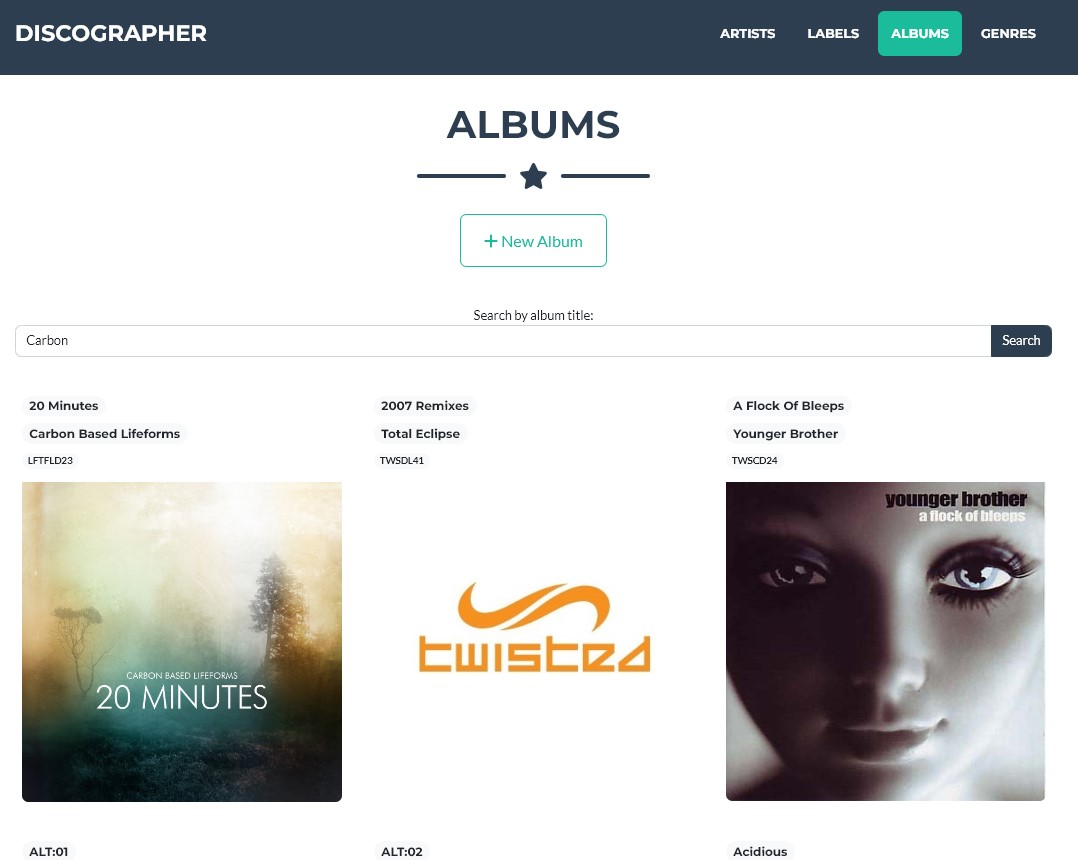 DISCOGRAPHER
ARTISTS LABELS ALBUMS GENRES
ALBUMS
+ New Album
Search by album title:
Carbon Search
20 Minutes
Carbon Based Lifeforms
LFTFLD23
CARBON BASED LIFEFORMS
20 MINUTES
2007 Remixes
Total Eclipse
TWSDL41
twisted
A Flock Of Bleeps
Younger Brother
TWSCD24
younger brother
a flock of bleeps
ALT:01
ALT:02
Acidious